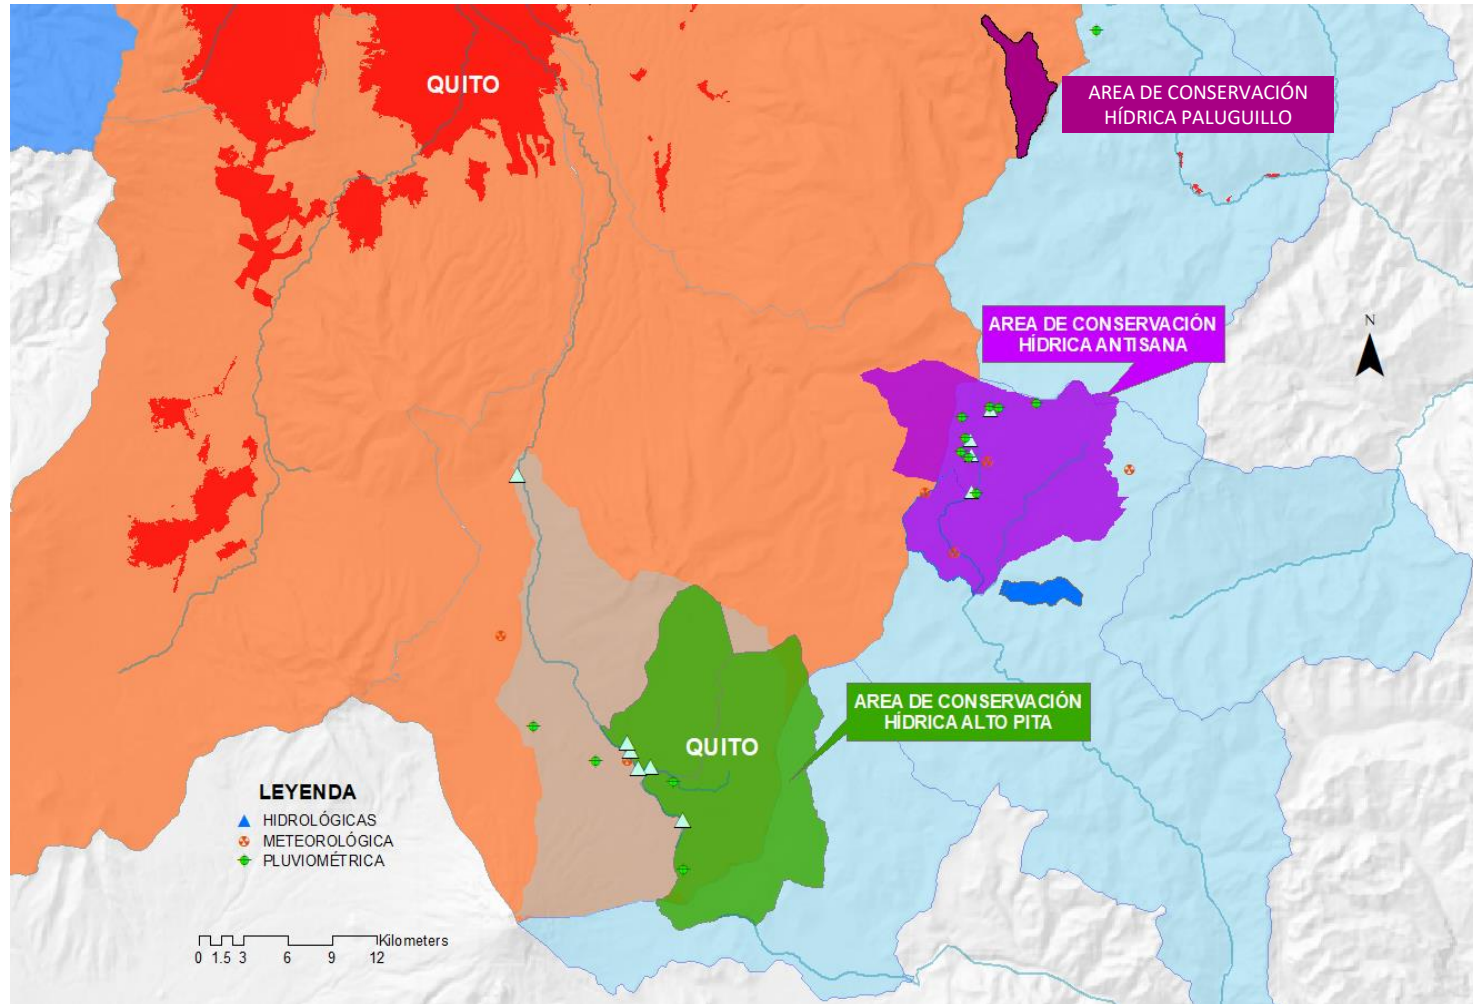 QUITO
AREA DE CONSERVACIÓN
HÍDRICA PALUGUILLO
AREA DE CONSERVACIÓN
HÍDRICA ANTISANA
N
AREA DE CONSERVACIÓN
HÍDRICA ALTO PITA
QUITO
LEYENDA
HIDROLÓGICAS
METEOROLÓGICA
PLUVIOMÉTRICA
Kilometers
0 1.5 3 6 9 12